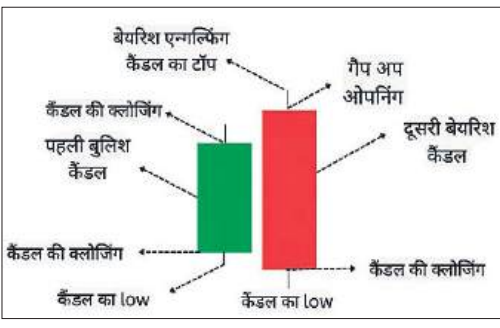 बेयरिश एन्गल्फिंग
कैंडल का टॉप
गैप अप
ओपनिंग
कैंडल की क्लोजिंग
दूसरी बेयरिश
कैंडल
पहली बुलिश
कैंडल
कैंडल की क्लोजिंग
कैंडल की क्लोजिंग
कैंडल का low
कैंडल का low